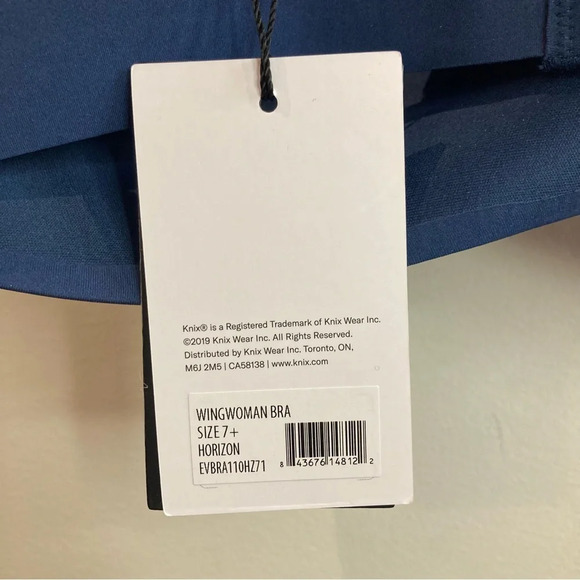 Knix® is a Registered Trademark of Knix Wear Inc.
©2019 Knix Wear Inc. All Rights Reserved.
Distributed by Knix Wear Inc. Toronto, ON,
M6J 2M5 | CA58138 | www.knix.com
WINGWOMAN BRA
SIZE 7+
HORIZON
EVBRA110HZ71
8 43676 14812 2